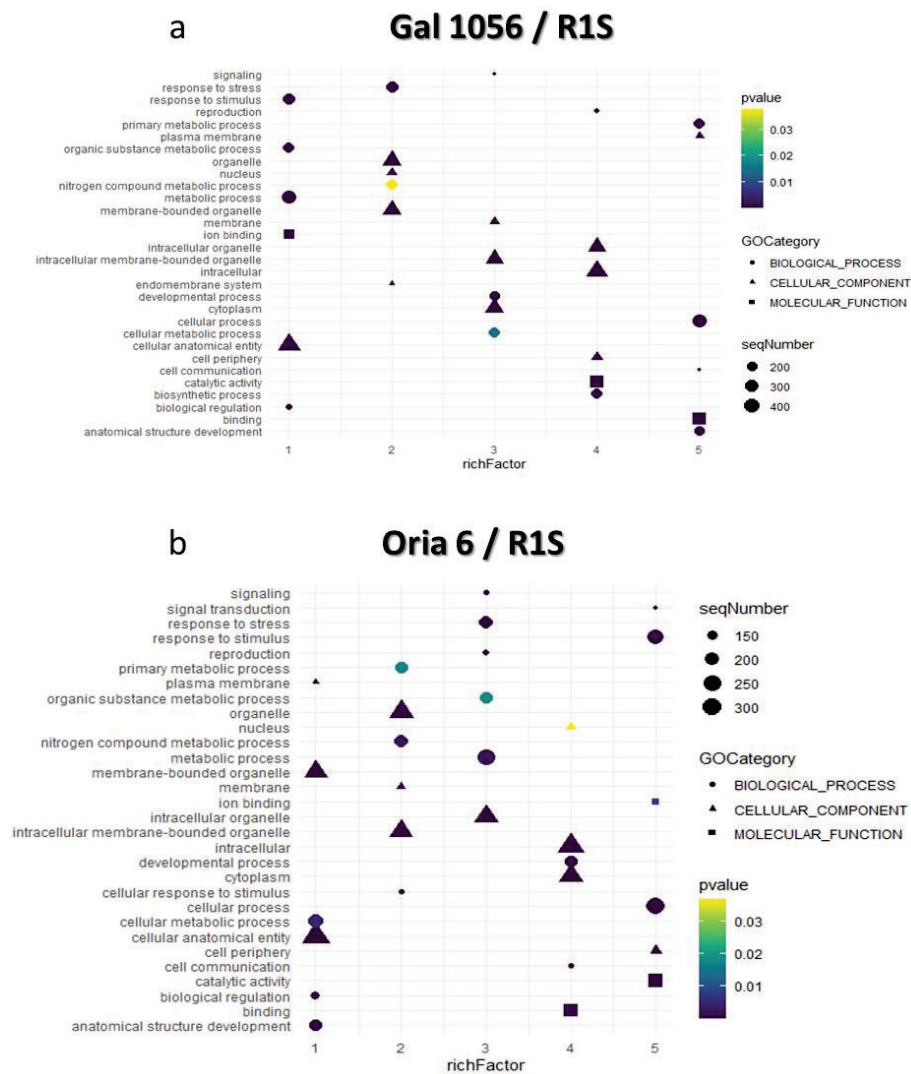 a
Gal 1056 / R1S
signaling
response to stress
response to stimulus
reproduction
primary metabolic process
plasma membrane
organic substance metabolic process
organelle
nucleus
nitrogen compound metabolic process
metabolic process
membrane-bounded organelle
membrane
ion binding
intracellular organelle
intracellular membrane-bounded organelle
intracellular
endomembrane system
developmental process
cytoplasm
cellular process
cellular metabolic process
cellular anatomical entity
cell periphery
cell communication
catalytic activity
biosynthetic process
biological regulation
binding
anatomical structure development
1 2 3 4 5
richFactor
pvalue
0.03
0.02
0.01
GOCategory
BIOLOGICAL_PROCESS
CELLULAR_COMPONENT
MOLECULAR_FUNCTION
seqNumber
200
300
400
b
Oria 6 / R1S
signaling
signal transduction
response to stress
response to stimulus
reproduction
primary metabolic process
plasma membrane
organic substance metabolic process
organelle
nucleus
nitrogen compound metabolic process
metabolic process
membrane-bounded organelle
membrane
ion binding
intracellular organelle
intracellular membrane-bounded organelle
intracellular
developmental process
cytoplasm
cellular response to stimulus
cellular process
cellular metabolic process
cellular anatomical entity
cell periphery
cell communication
catalytic activity
biological regulation
binding
anatomical structure development
1 2 3 4 5
richFactor
seqNumber
150
200
250
300
GOCategory
BIOLOGICAL_PROCESS
CELLULAR_COMPONENT
MOLECULAR_FUNCTION
pvalue
0.03
0.02
0.01